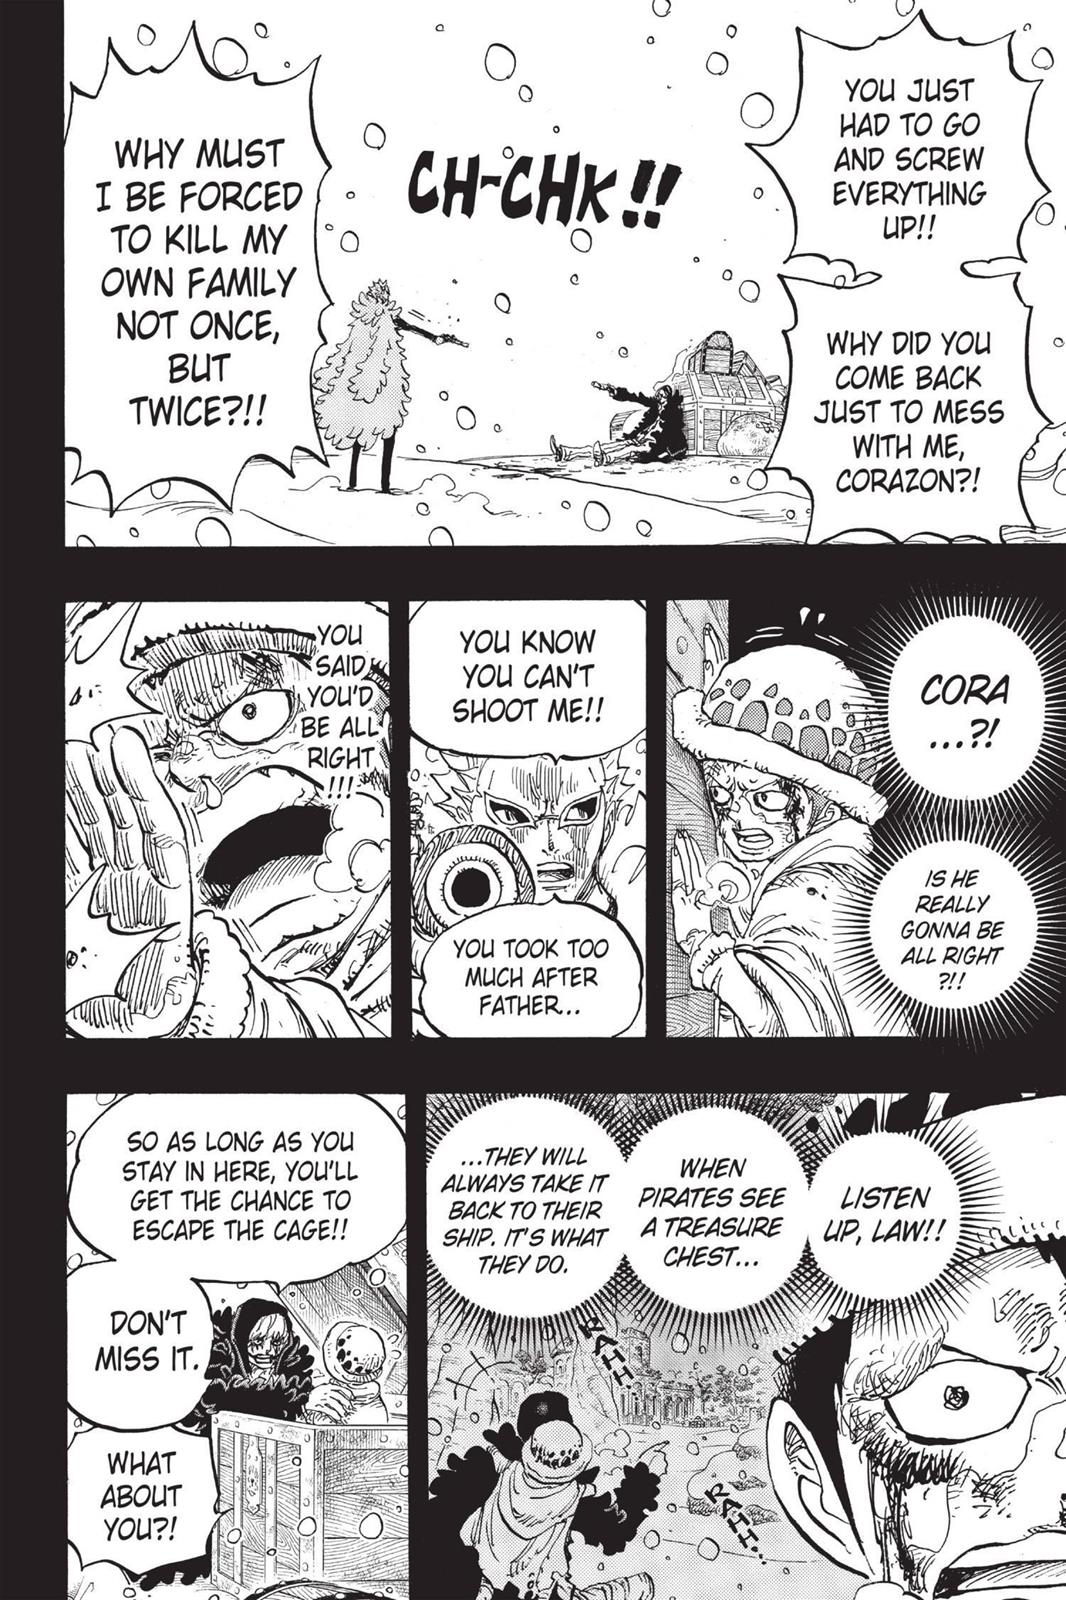 YOU JUST
HAD TO GO
AND SCREW
EVERYTHING
UP!!
WHY DID YOU
COME BACK
JUST TO MESS
WITH ME,
CORAZON?!
CH-CHK!!
WHY MUST
I BE FORCED
TO KILL MY
OWN FAMILY
NOT ONCE,
BUT
TWICE?!!
CORA
...?!
IS HE
REALLY
GONNA BE
ALL RIGHT
?!!
YOU KNOW
YOU CAN'T
SHOOT ME!!
YOU TOOK TOO
MUCH AFTER
FATHER...
YOU
SAID
YOU'D
BE ALL
RIGHT
!!!
LISTEN
UP, LAW!!
WHEN
PIRATES SEE
A TREASURE
CHEST...
...THEY WILL
ALWAYS TAKE IT
BACK TO THEIR
SHIP. IT'S WHAT
THEY DO.
RAHH
RAHH...
SO AS LONG AS YOU
STAY IN HERE, YOU'LL
GET THE CHANCE TO
ESCAPE THE CAGE!!
DON'T
MISS IT.
WHAT
ABOUT
YOU?!